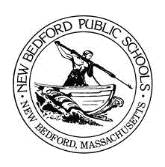 NEW BEDFORD PUBLIC SCHOOLS
NEW BEDFORD, MASSACHUSETTS